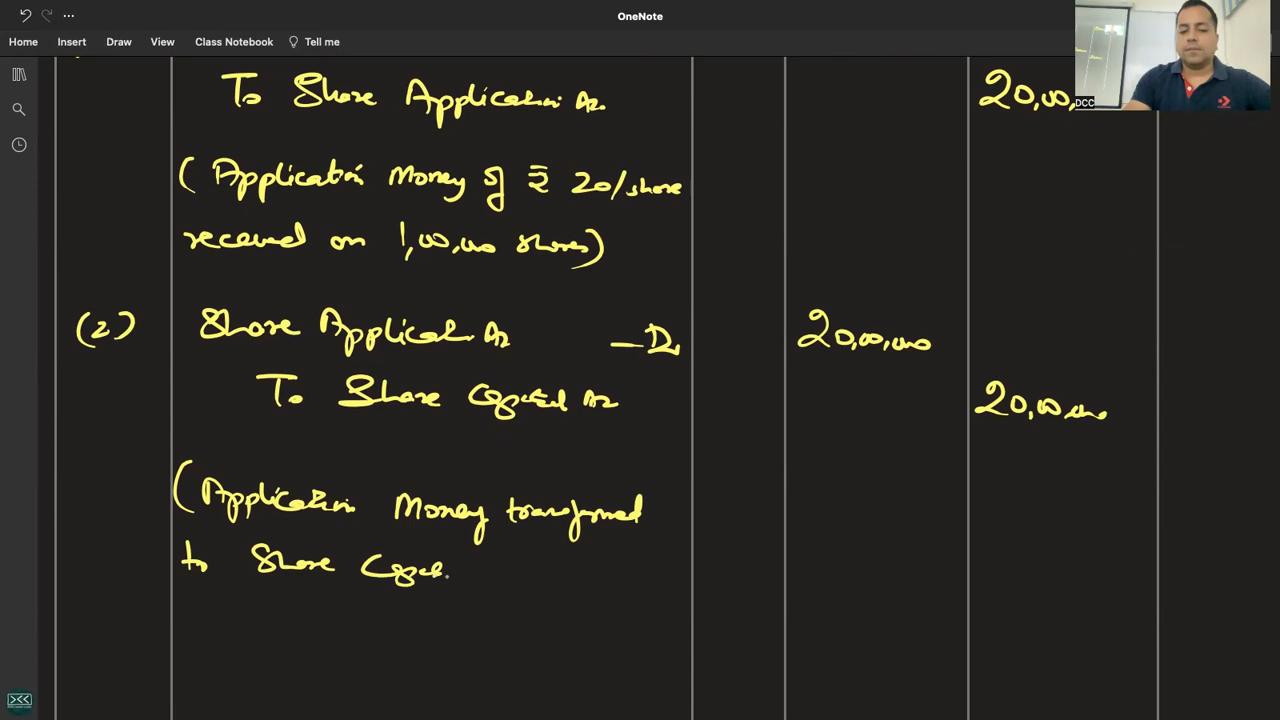 OneNote
Home Insert Draw View Class Notebook Tell me
To Share Application A/c 20,00,
DCC
(Application Money of ₹ 20/share
received on 1,00,000 shares)
(2) Share Application A/c —Dr 20,00,000
To Share Capital A/c 20,00,000
(Application Money transferred
to Share Capital
DCC